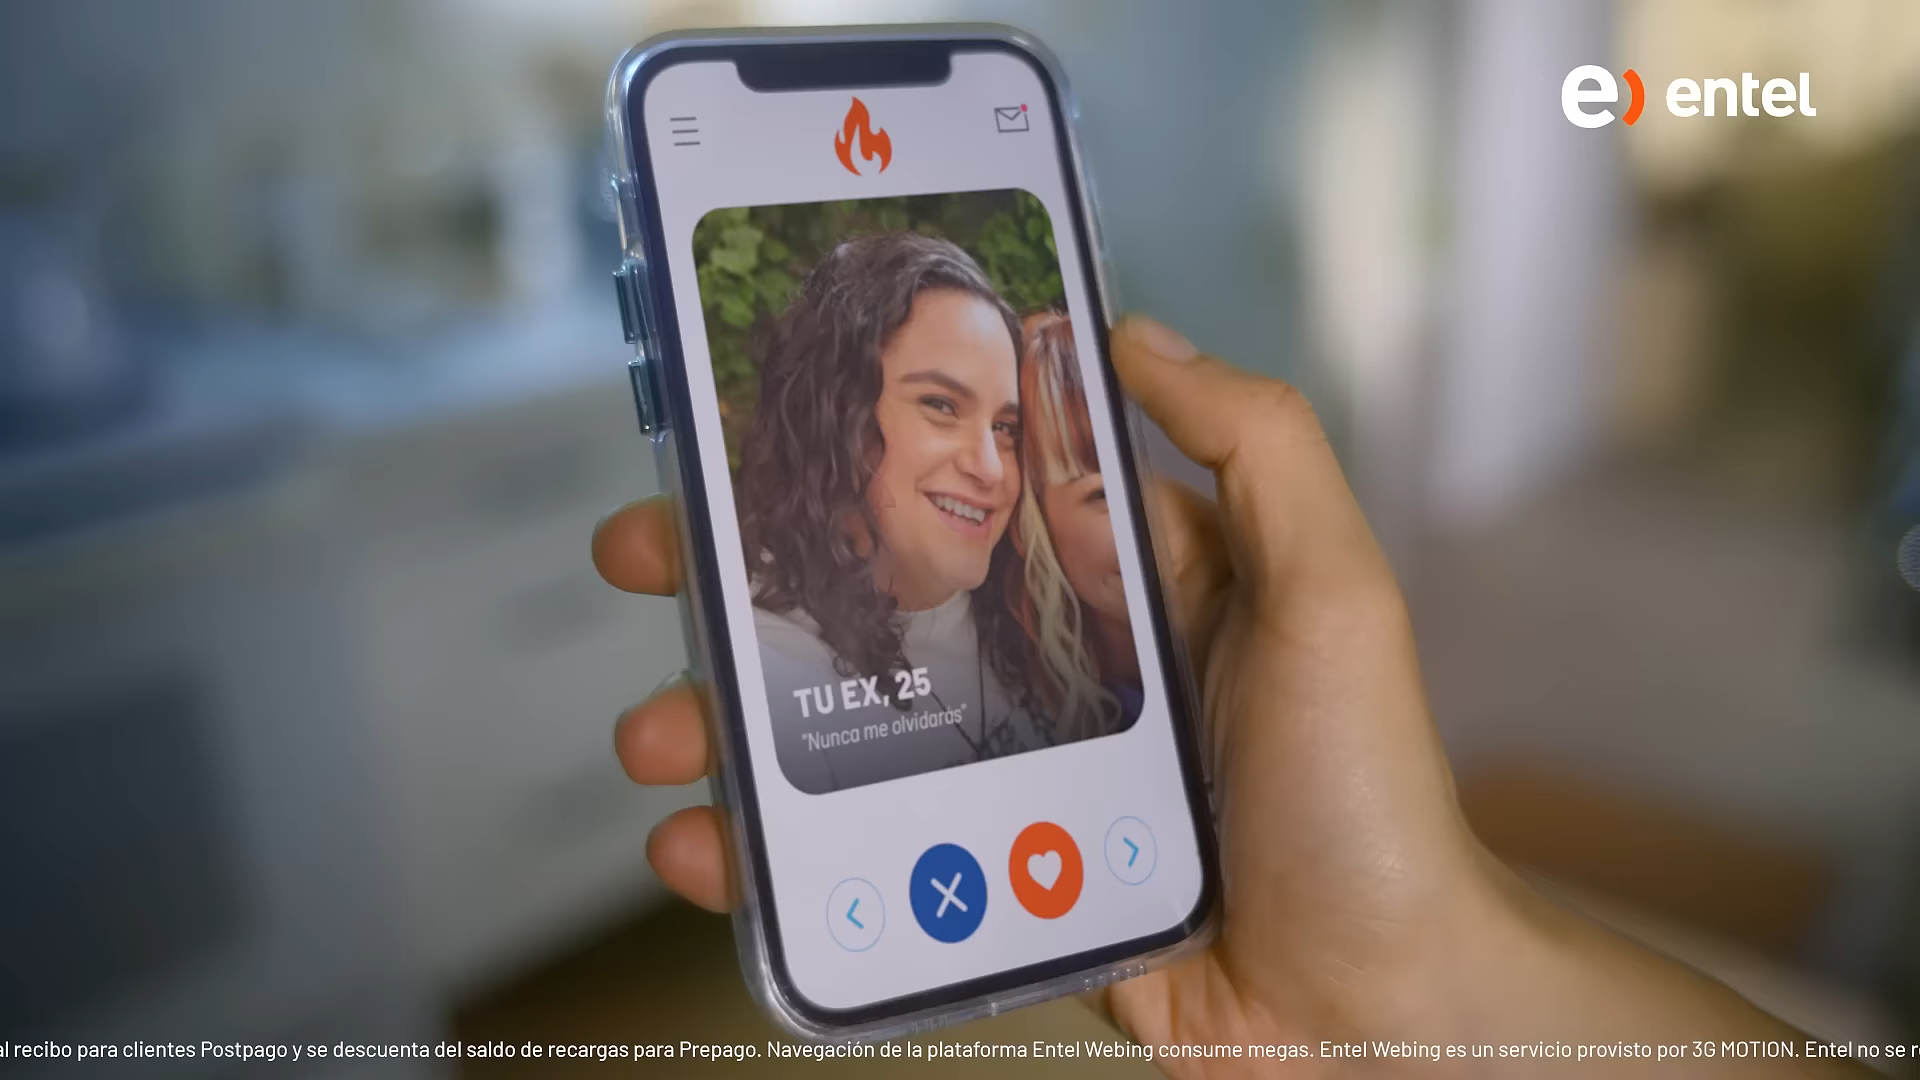 entel
TU EX, 25
"Nunca me olvidarás"
al recibo para clientes Postpago y se descuenta del saldo de recargas para Prepago. Navegación de la plataforma Entel Webing consume megas. Entel Webing es un servicio provisto por 3G MOTION. Entel no se